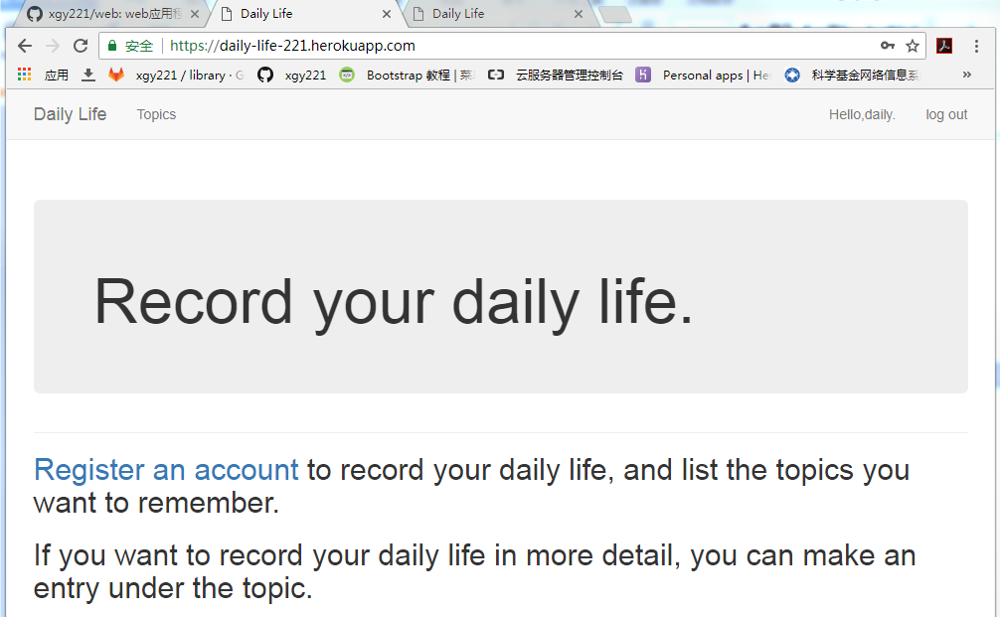 xgy221/web: web应用程
Daily Life
Daily Life
安全 https://daily-life-221.herokuapp.com
应用 xgy221 / library · G xgy221 Bootstrap 教程 | 菜 云服务器管理控制台 Personal apps | He 科学基金网络信息系 »
Daily Life Topics Hello,daily. log out
Record your daily life.
Register an account to record your daily life, and list the topics you
want to remember.
If you want to record your daily life in more detail, you can make an
entry under the topic.